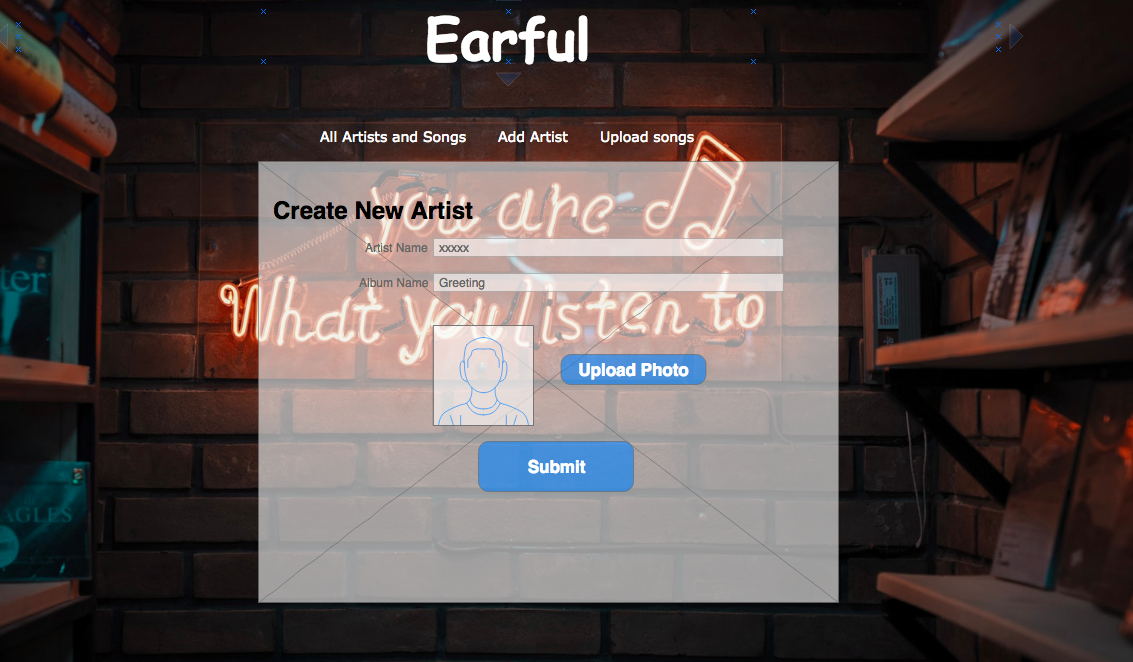 Earful
All Artists and Songs Add Artist Upload songs
Create New Artist
you are
Artist Name xxxxx
Album Name Greeting
What you listen to
Upload Photo
Submit
AGLES